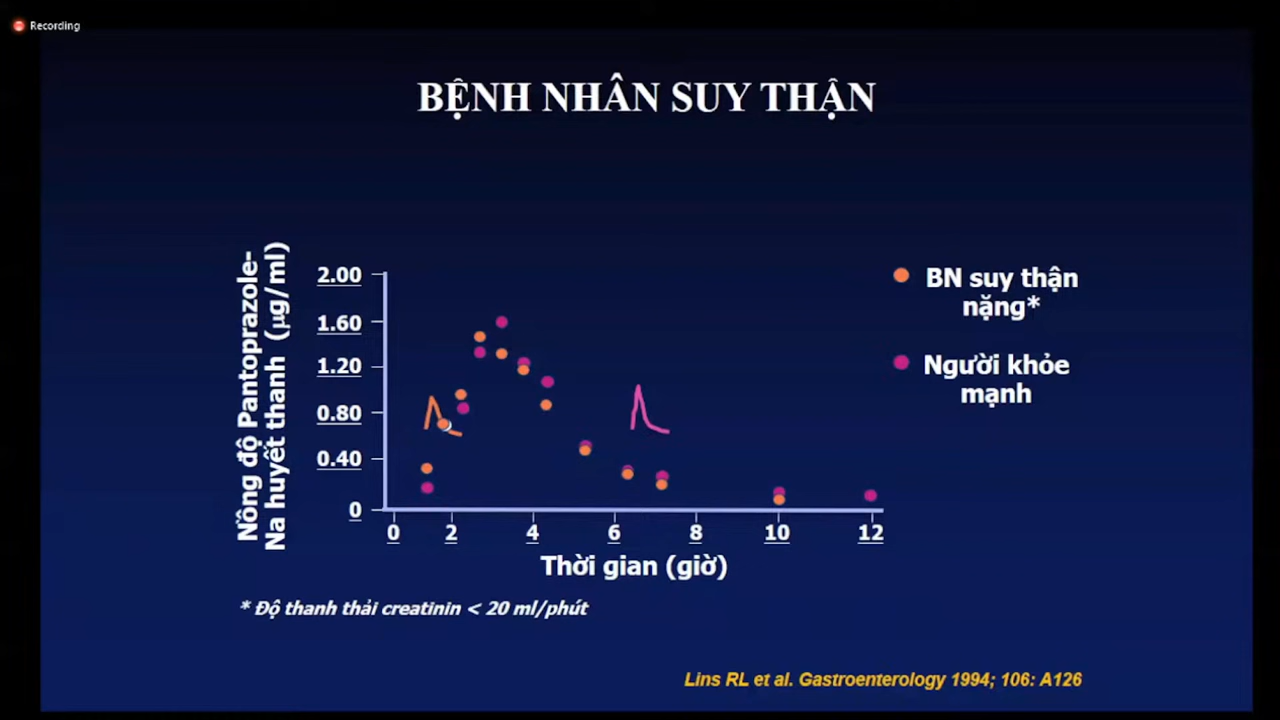 Recording
BỆNH NHÂN SUY THẬN
Nồng độ Pantoprazole-
Na huyết thanh (µg/ml)
2.00
1.60
1.20
0.80
0.40
0
0 2 4 6 8 10 12
Thời gian (giờ)
BN suy thận
nặng*
Người khỏe
mạnh
* Độ thanh thải creatinin < 20 ml/phút
Lins RL et al. Gastroenterology 1994; 106: A126